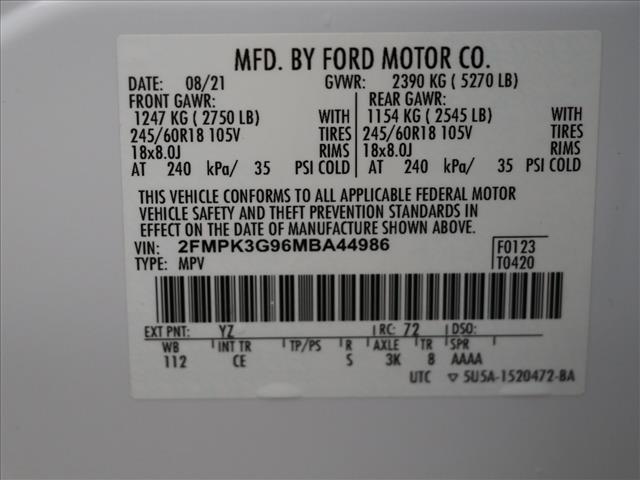 MFD. BY FORD MOTOR CO.
DATE: 08/21 GVWR: 2390 KG ( 5270 LB)
FRONT GAWR: REAR GAWR:
1247 KG ( 2750 LB) WITH 1154 KG ( 2545 LB) WITH
245/60R18 105V TIRES 245/60R18 105V TIRES
18x8.0J RIMS 18x8.0J RIMS
AT 240 kPa/ 35 PSI COLD AT 240 kPa/ 35 PSI COLD
THIS VEHICLE CONFORMS TO ALL APPLICABLE FEDERAL MOTOR
VEHICLE SAFETY AND THEFT PREVENTION STANDARDS IN
EFFECT ON THE DATE OF MANUFACTURE SHOWN ABOVE.
VIN: 2FMPK3G96MBA44986 F0123
TYPE: MPV T0420
EXT PNT: YZ RC: 72 DSO:
WB INT TR TP/PS R AXLE TR SPR
112 CE S 3K 8 AAAA
UTC ▽ 5U5A-1520472-BA